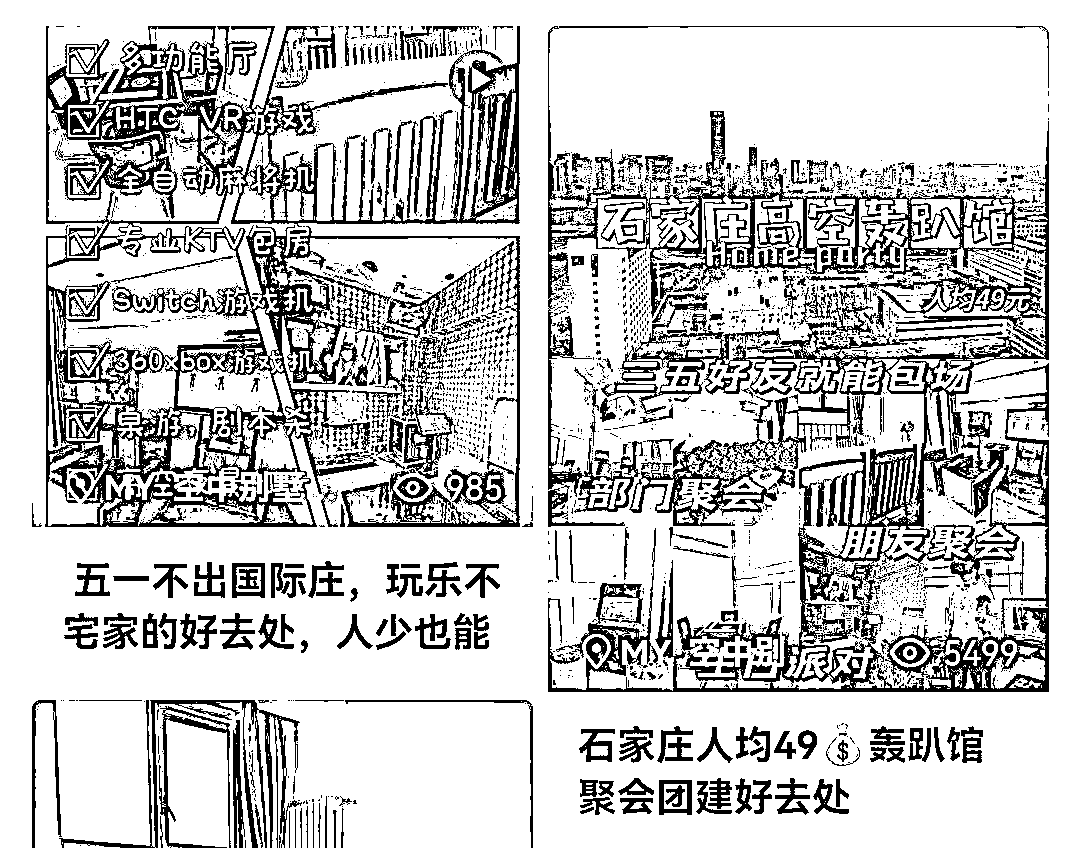 多功能厅
HTC VR游戏
全自动麻将机
专业KTV包房
Switch游戏机
360xbox游戏机
桌游，剧本杀
MY·空中别墅
985
五一不出国际庄，玩乐不
宅家的好去处，人少也能
石家庄高空轰趴馆
Home party
人均49元
三五好友就能包场
部门聚会
朋友聚会
派对
MY·空中别
5499
石家庄人均49💰轰趴馆
聚会团建好去处